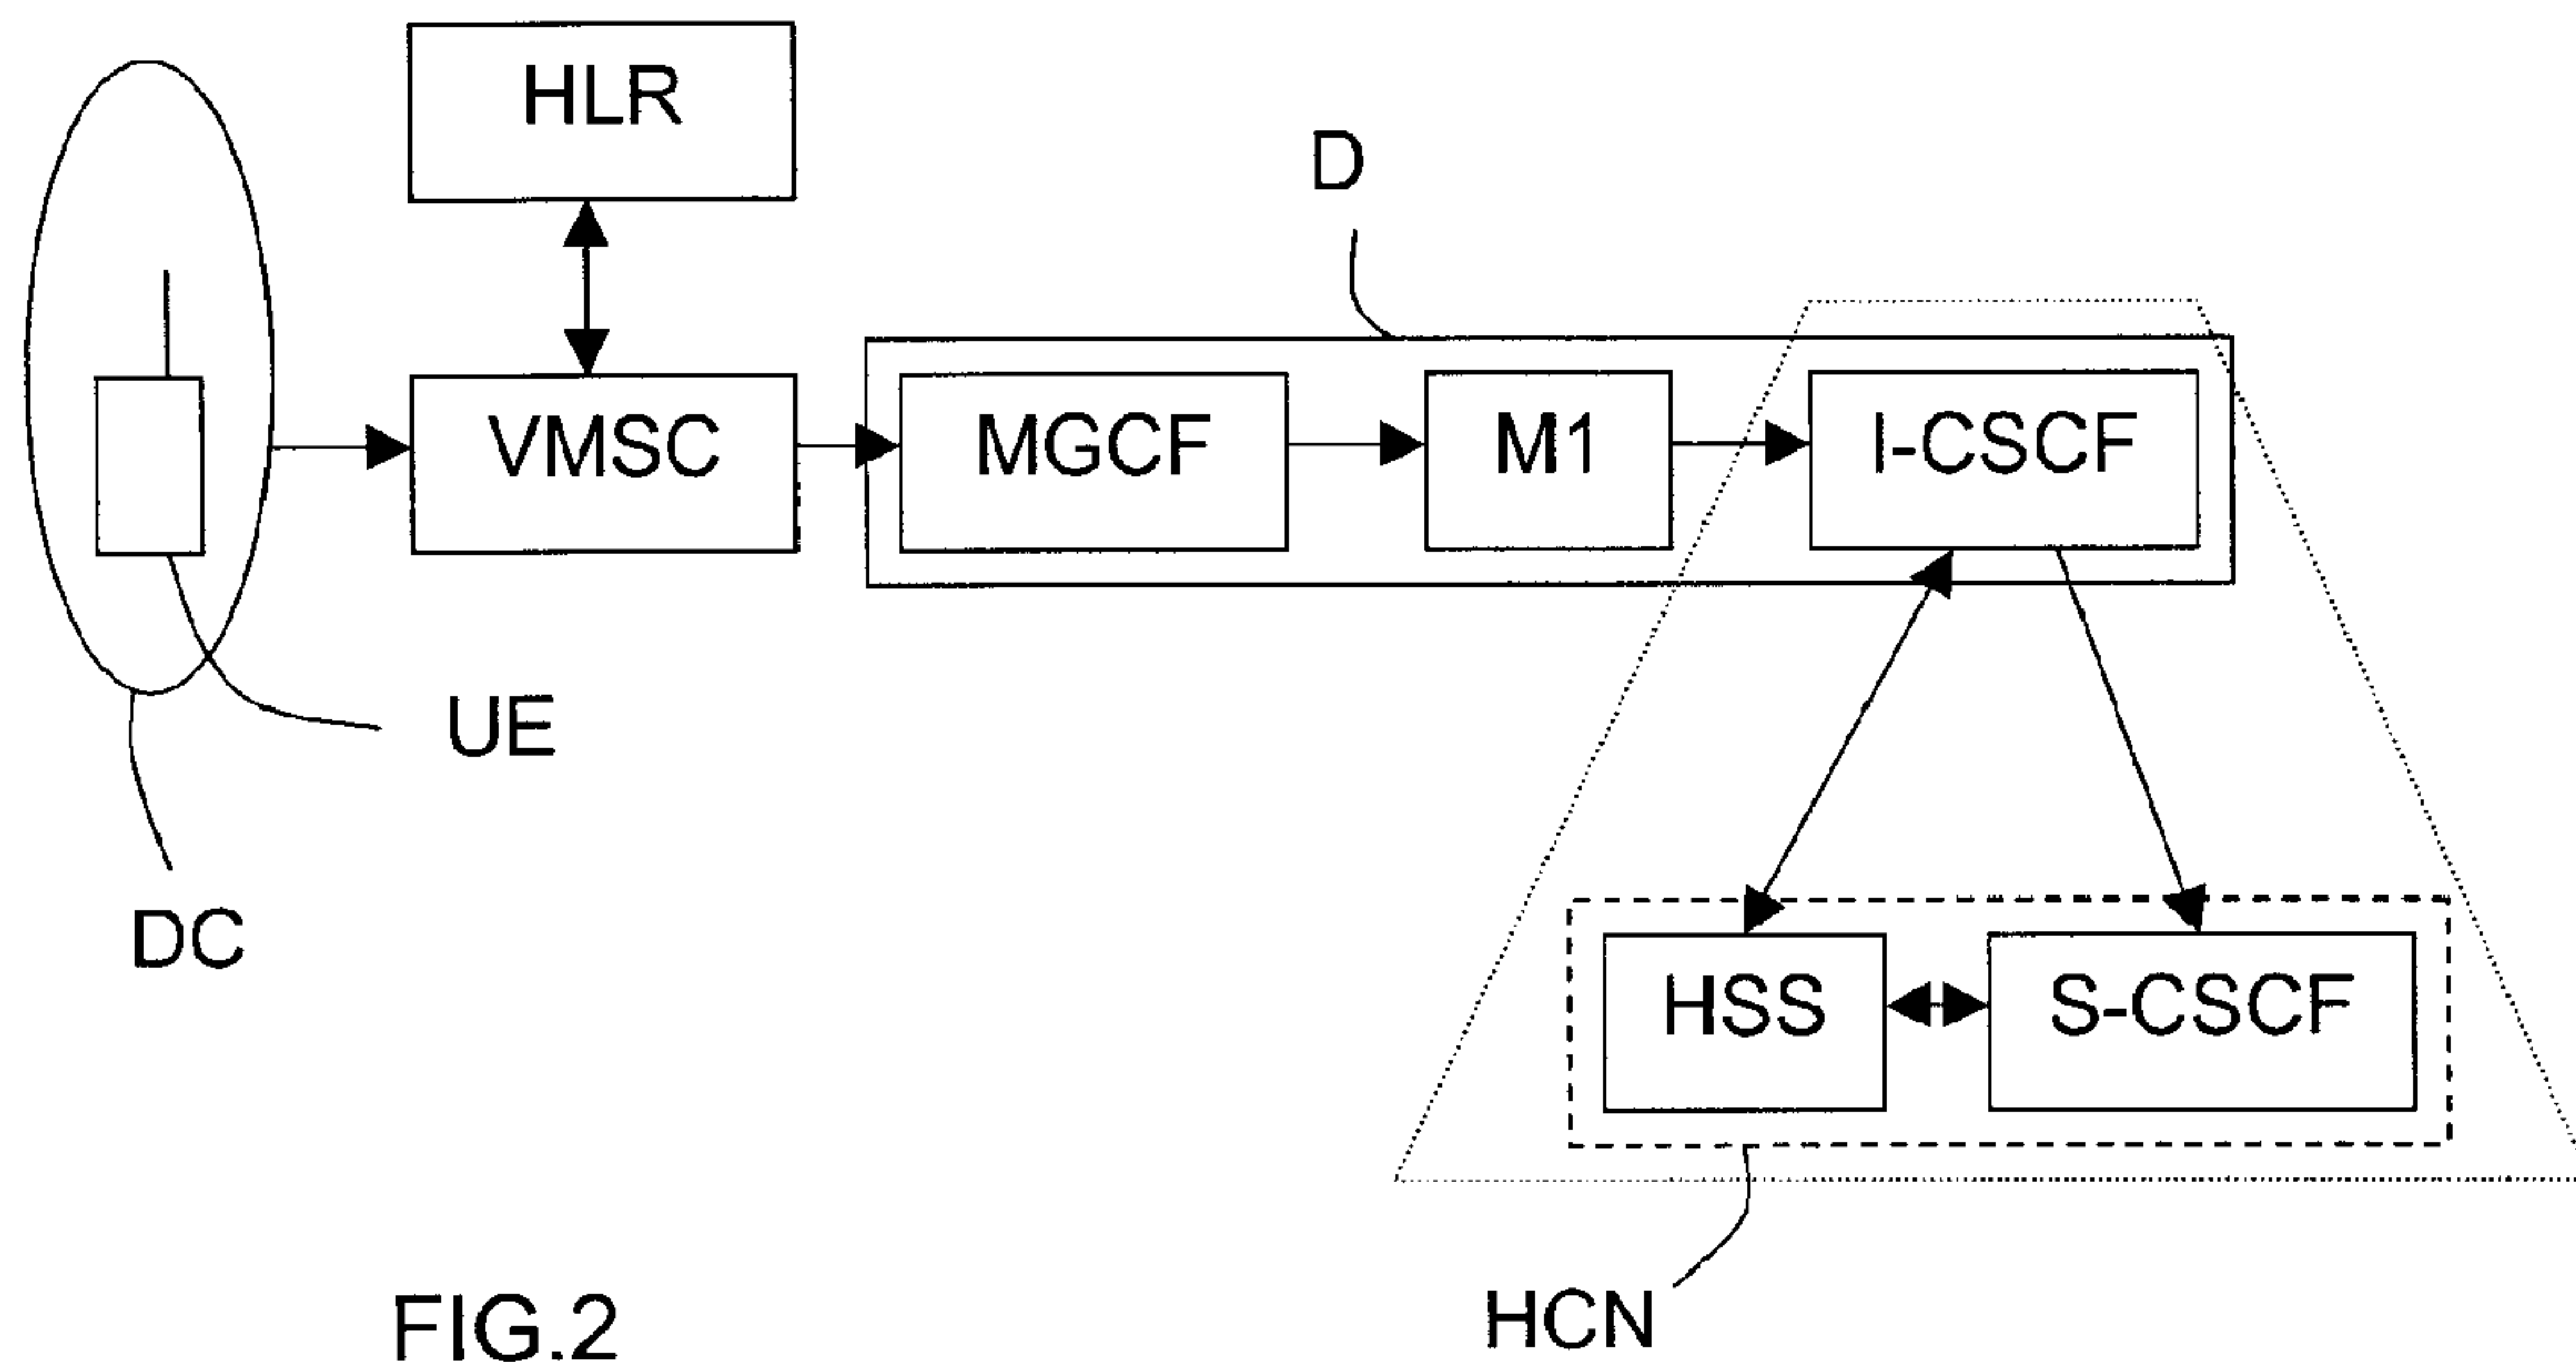 HLR
D
VMSC
MGCF
M1
I-CSCF
UE
DC
HSS
S-CSCF
HCN
FIG.2